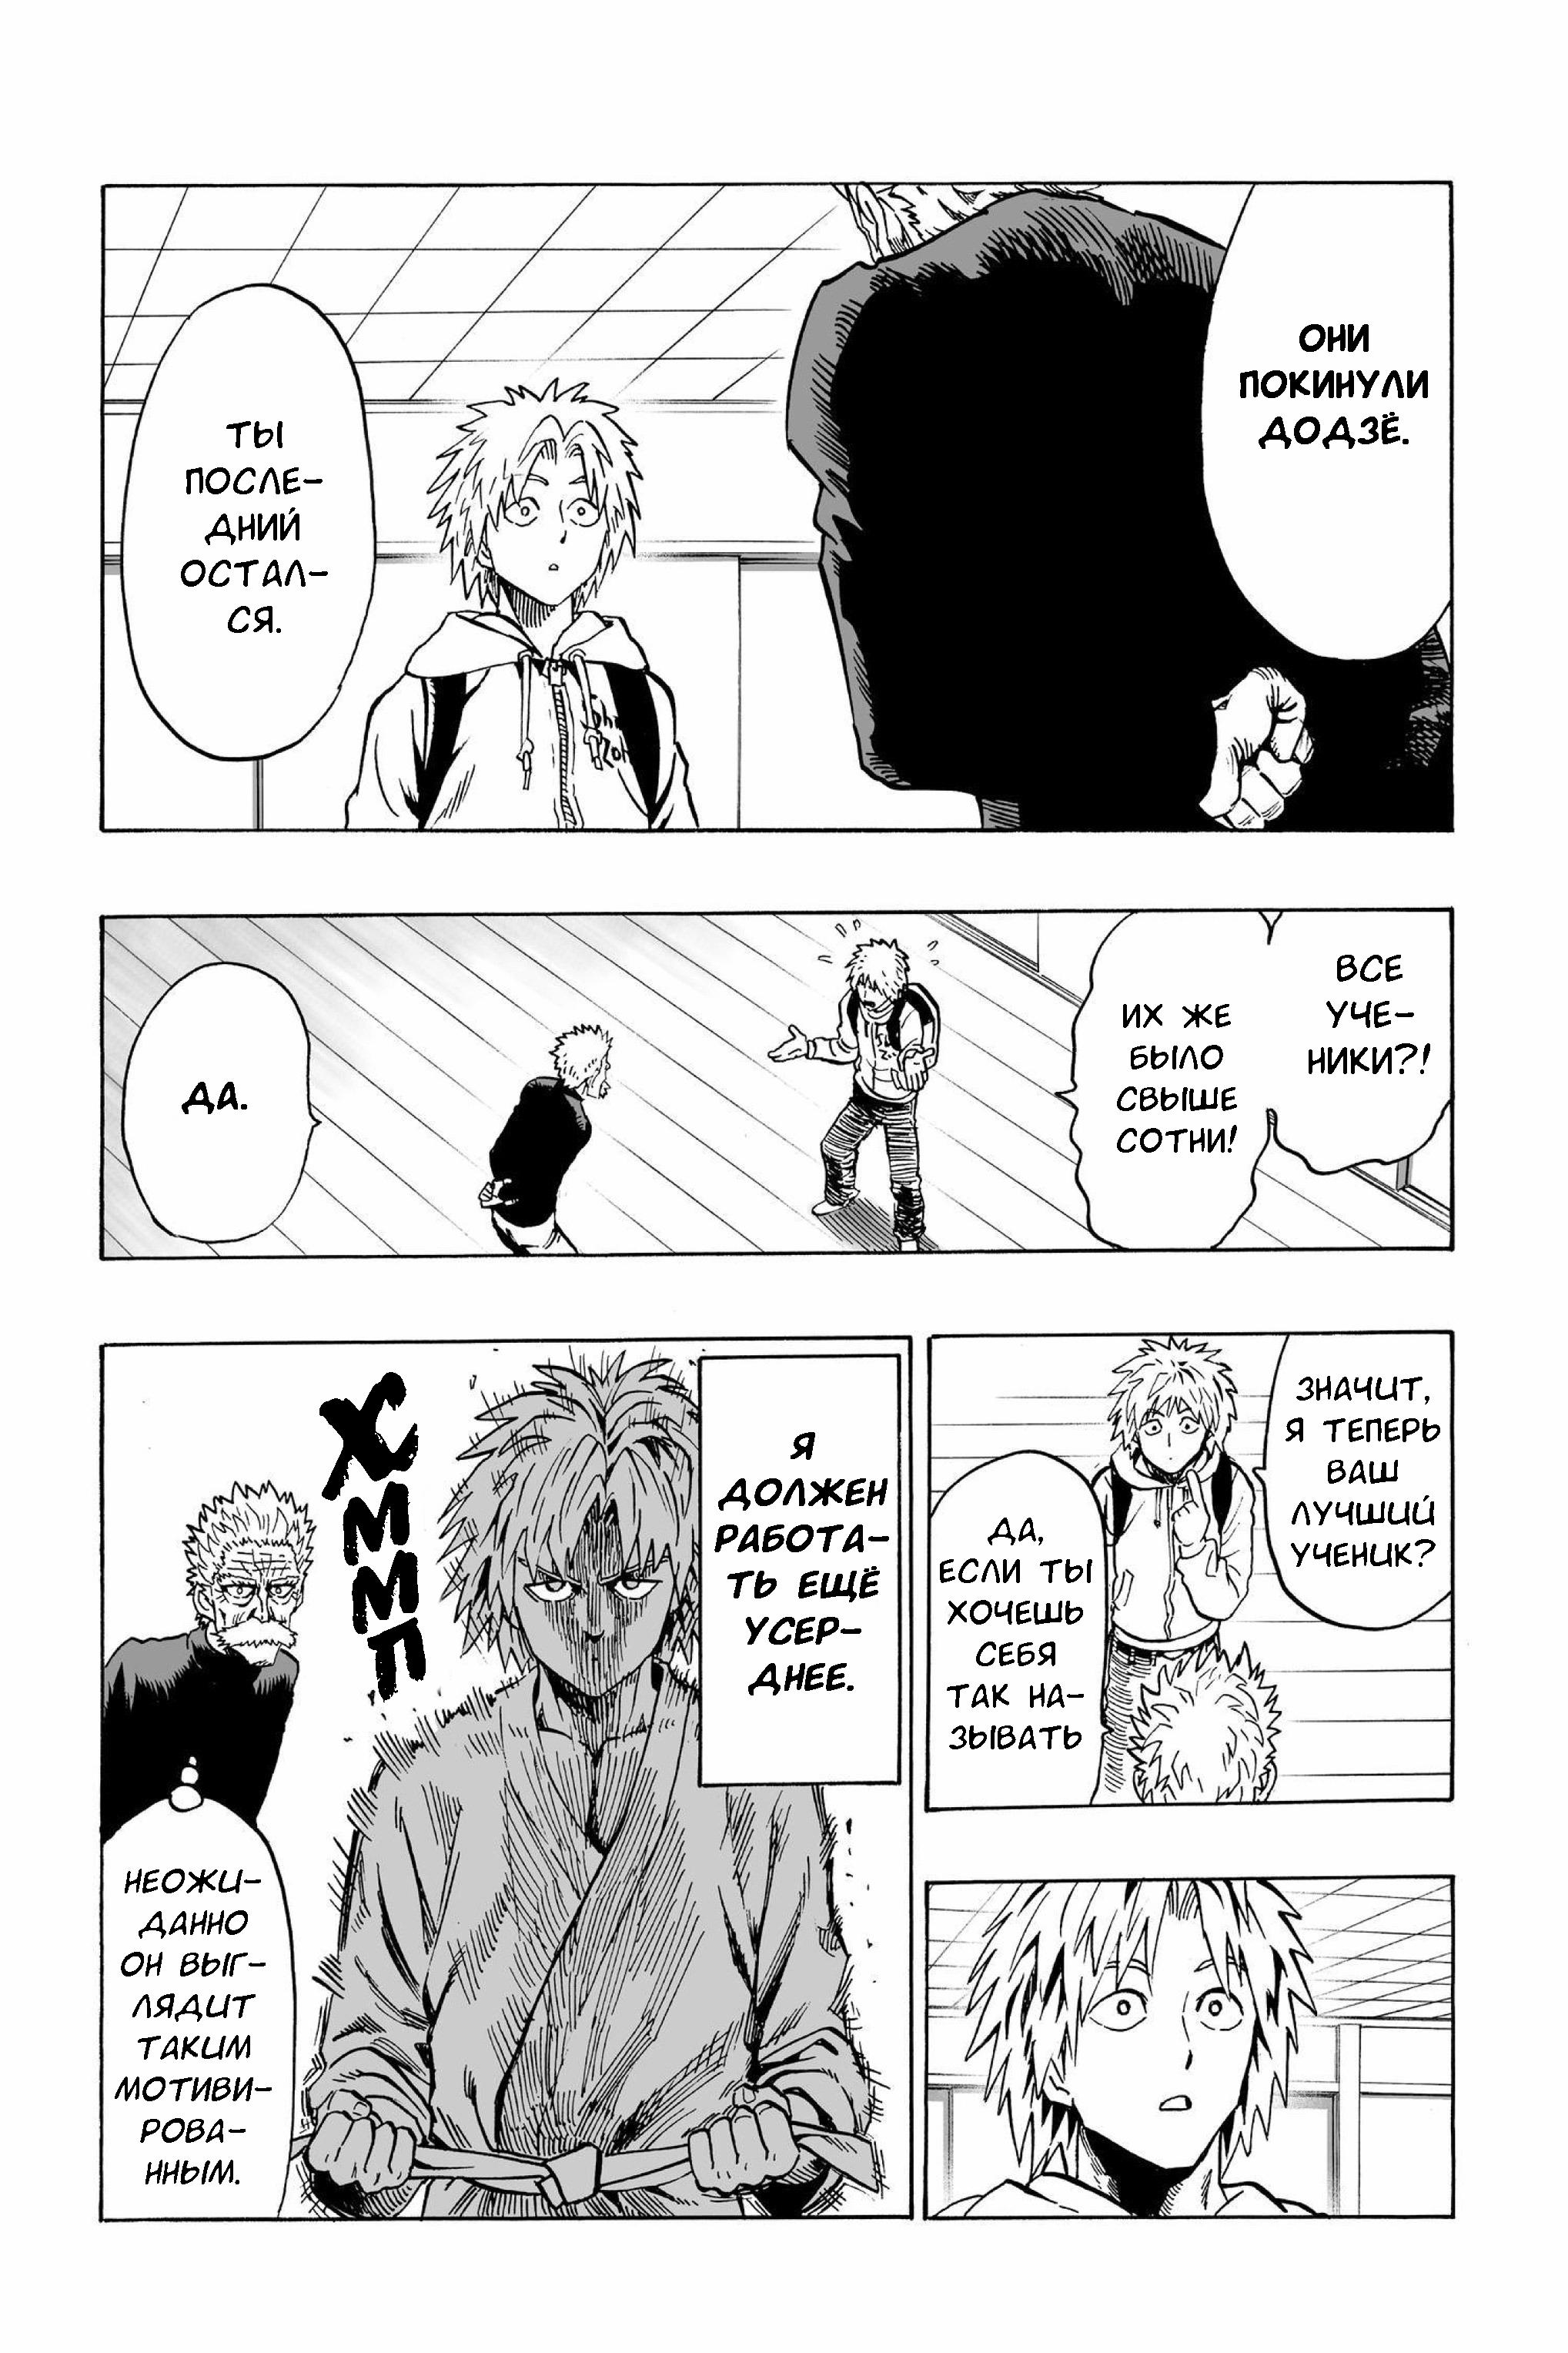 ОНИ
ПОКИНУЛИ
ДОДЗЁ.
ТЫ
ПОСЛЕ-
ДНИЙ
ОСТАЛ-
СЯ.
ВСЕ
УЧЕ-
НИКИ?!
ИХ ЖЕ
БЫЛО
СВЫШЕ
СОТНИ!
ДА.
ЗНАЧИТ,
Я ТЕПЕРЬ
ВАШ
ЛУЧШИЙ
УЧЕНИК?
ДА,
ЕСЛИ ТЫ
ХОЧЕШЬ
СЕБЯ
ТАК НА-
ЗЫВАТЬ
Я
ДОЛЖЕН
РАБОТА-
ТЬ ЕЩЁ
УСЕР-
ДНЕЕ.
ХММП
НЕОЖИ-
ДАННО
ОН ВЫГ-
ЛЯДИТ
ТАКИМ
МОТИВИ-
РОВА-
ННЫМ.